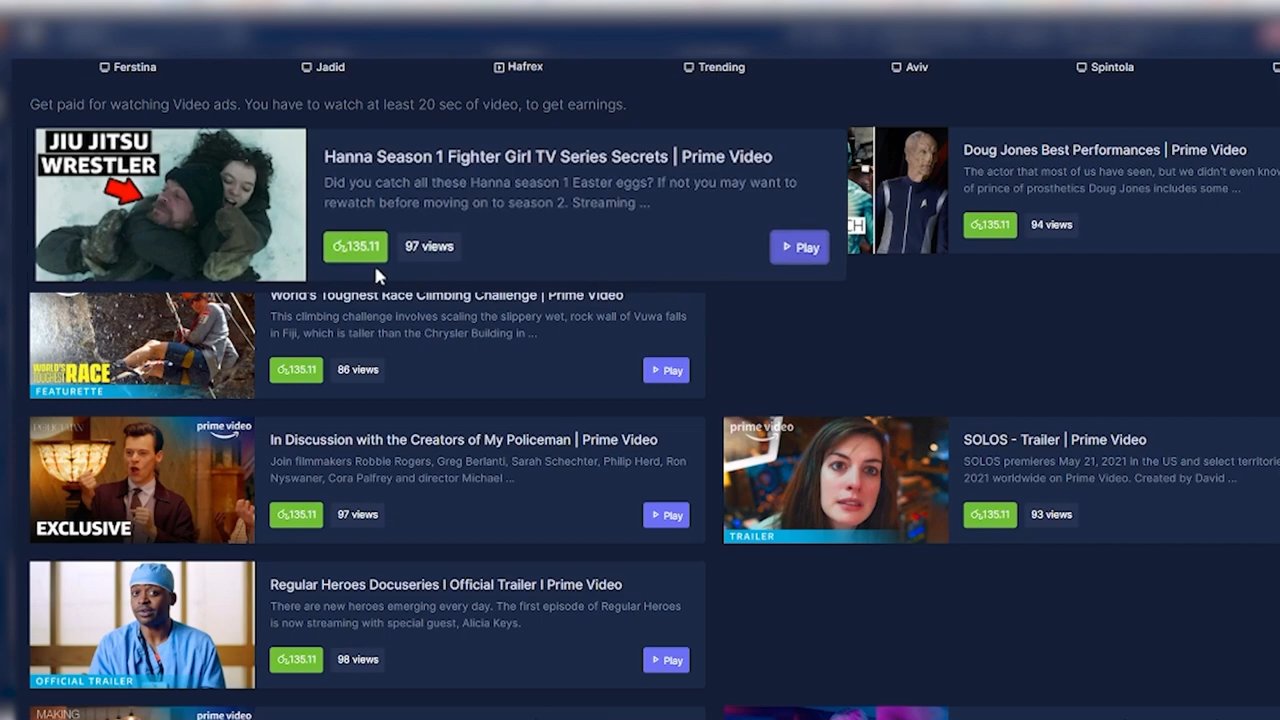 Ferstina
Jadid
Hafrex
Trending
Aviv
Spintola
Get paid for watching Video ads. You have to watch at least 20 sec of video, to get earnings.
JIU JITSU
WRESTLER
Hanna Season 1 Fighter Girl TV Series Secrets | Prime Video
Did you catch all these Hanna season 1 Easter eggs? If not you may want to
rewatch before moving on to season 2. Streaming ...
රු135.11
97 views
Play
CH
Doug Jones Best Performances | Prime Video
The actor that most of us have seen, but we didn't even know
of prince of prosthetics Doug Jones includes some ...
රු135.11
94 views
World's Toughest Race Climbing Challenge | Prime Video
This climbing challenge involves scaling the slippery wet, rock wall of Vuwa falls
in Fiji, which is taller than the Chrysler Building in ...
රු135.11
86 views
Play
WORLD'S
TOUGHEST RACE
FEATURETTE
prime video
EXCLUSIVE
In Discussion with the Creators of My Policeman | Prime Video
Join filmmakers Robbie Rogers, Greg Berlanti, Sarah Schechter, Philip Herd, Ron
Nyswaner, Cora Palfrey and director Michael ...
රු135.11
97 views
Play
prime video
TRAILER
SOLOS - Trailer | Prime Video
SOLOS premieres May 21, 2021 in the US and select territorie
2021 worldwide on Prime Video. Created by David ...
රු135.11
93 views
OFFICIAL TRAILER
Regular Heroes Docuseries I Official Trailer I Prime Video
There are new heroes emerging every day. The first episode of Regular Heroes
is now streaming with special guest, Alicia Keys.
රු135.11
98 views
Play
MAKING
prime video